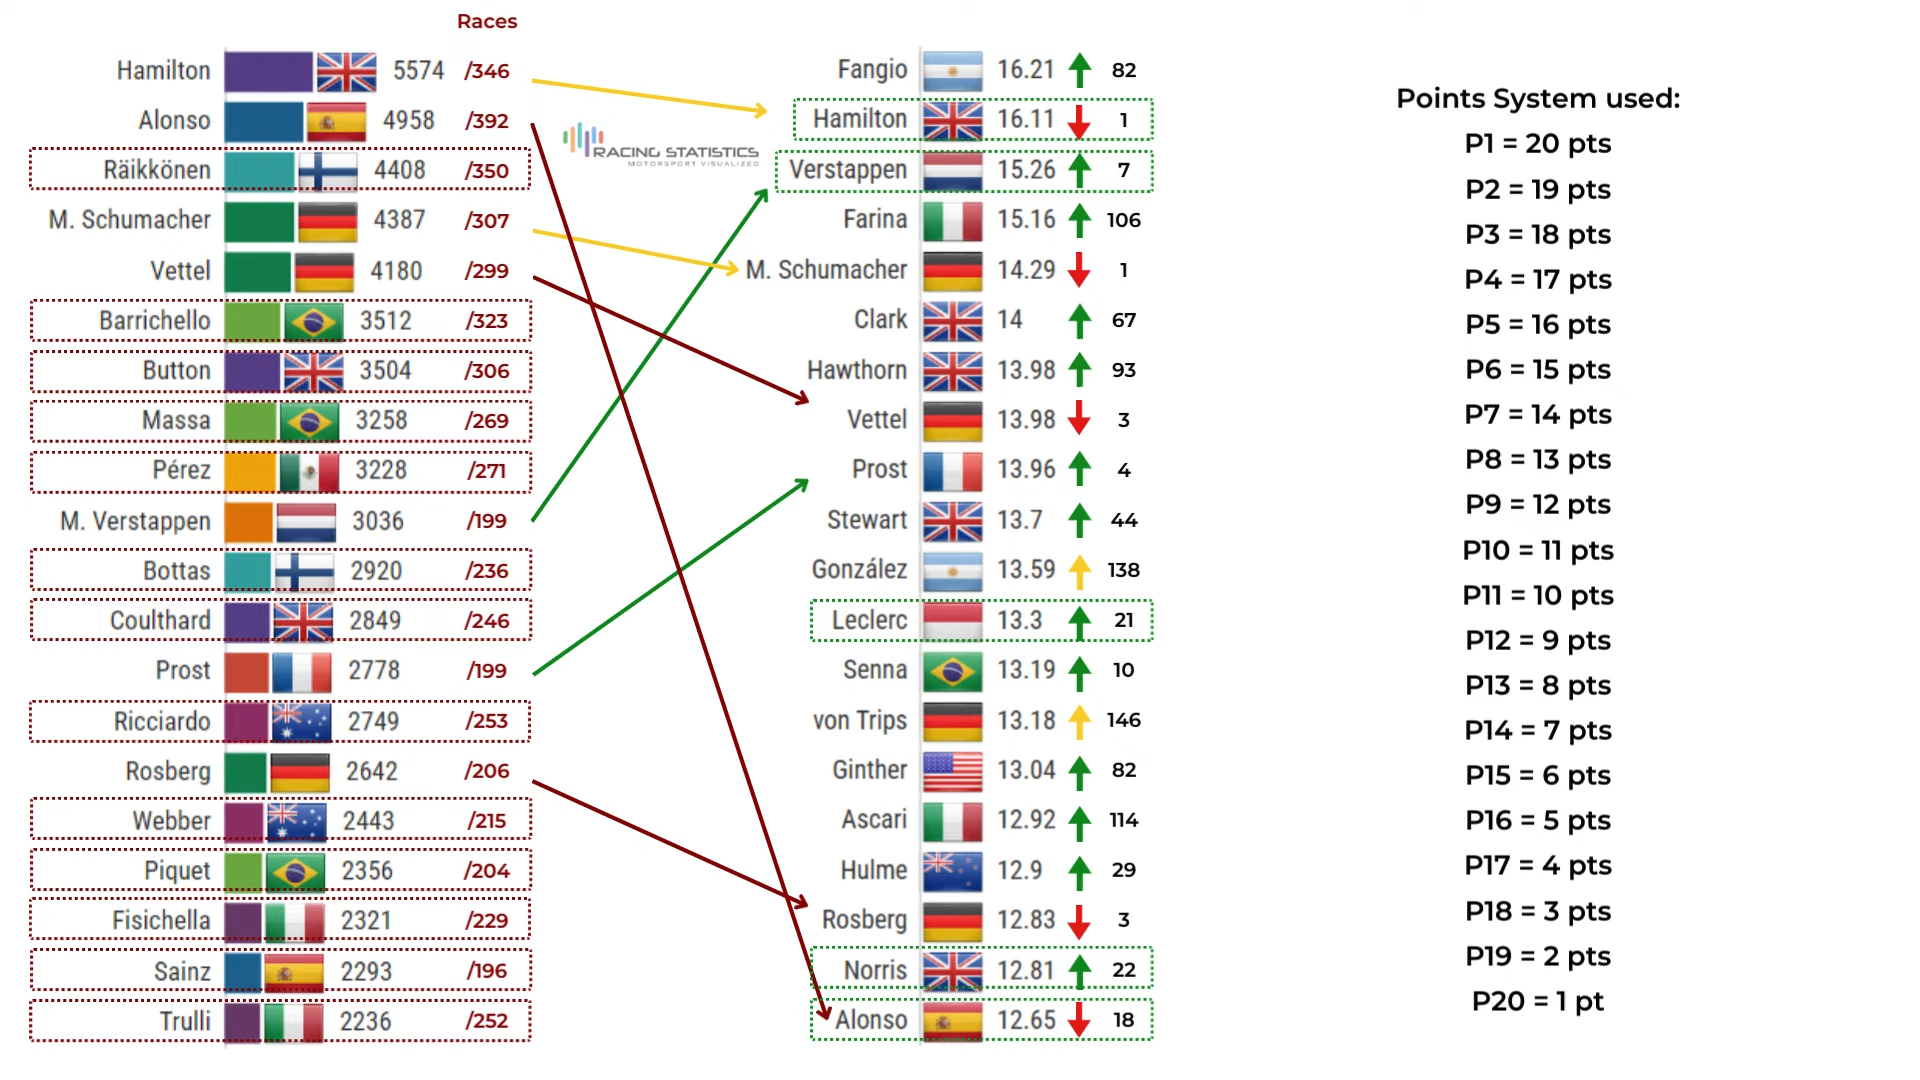 Races
Hamilton 5574 /346
Alonso 4958 /392
Räikkönen 4408 /350
M. Schumacher 4387 /307
Vettel 4180 /299
Barrichello 3512 /323
Button 3504 /306
Massa 3258 /269
Pérez 3228 /271
M. Verstappen 3036 /199
Bottas 2920 /236
Coulthard 2849 /246
Prost 2778 /199
Ricciardo 2749 /253
Rosberg 2642 /206
Webber 2443 /215
Piquet 2356 /204
Fisichella 2321 /229
Sainz 2293 /196
Trulli 2236 /252
RACING STATISTICS
MOTORSPORT VISUALIZED
Fangio 16.21 82
Hamilton 16.11 1
Verstappen 15.26 7
Farina 15.16 106
M. Schumacher 14.29 1
Clark 14 67
Hawthorn 13.98 93
Vettel 13.98 3
Prost 13.96 4
Stewart 13.7 44
González 13.59 138
Leclerc 13.3 21
Senna 13.19 10
von Trips 13.18 146
Ginther 13.04 82
Ascari 12.92 114
Hulme 12.9 29
Rosberg 12.83 3
Norris 12.81 22
Alonso 12.65 18
Points System used:
P1 = 20 pts
P2 = 19 pts
P3 = 18 pts
P4 = 17 pts
P5 = 16 pts
P6 = 15 pts
P7 = 14 pts
P8 = 13 pts
P9 = 12 pts
P10 = 11 pts
P11 = 10 pts
P12 = 9 pts
P13 = 8 pts
P14 = 7 pts
P15 = 6 pts
P16 = 5 pts
P17 = 4 pts
P18 = 3 pts
P19 = 2 pts
P20 = 1 pt